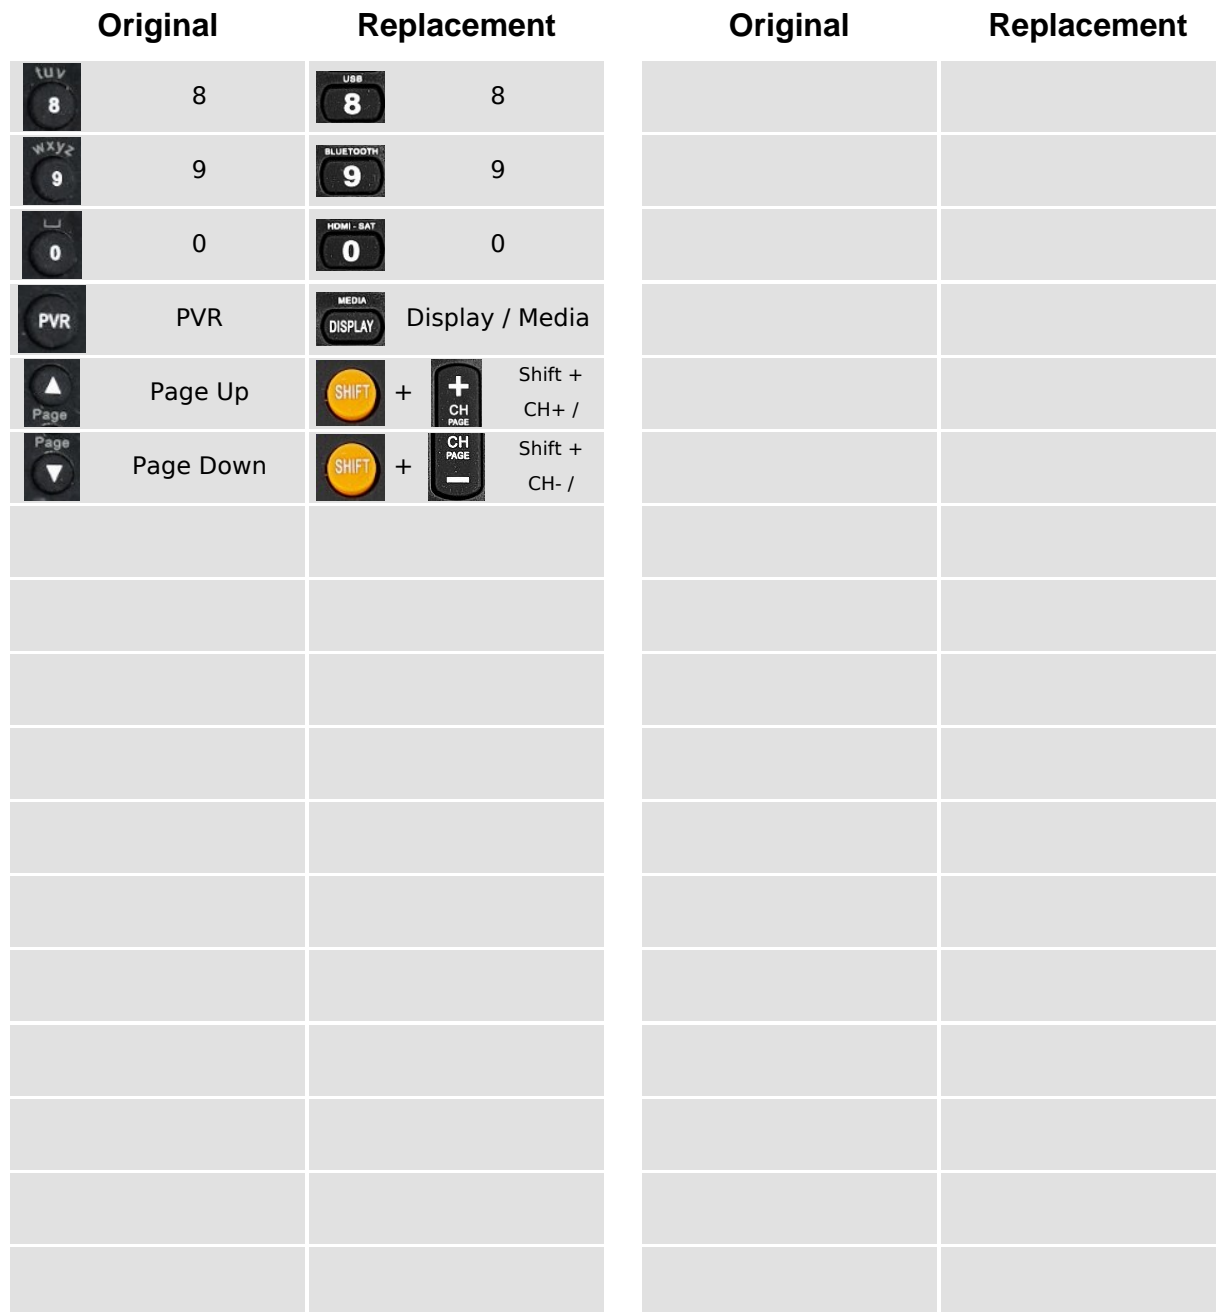 Original Replacement Original Replacement
tuv
8 8 USB
8 8
wxyz
9 9 BLUETOOTH
9 9
0 0 HDMI - SAT
0 0
PVR PVR MEDIA
DISPLAY Display / Media
Page Page Up SHIFT + + CH PAGE Shift +
CH+ /
Page Page Down SHIFT + CH PAGE - Shift +
CH- /